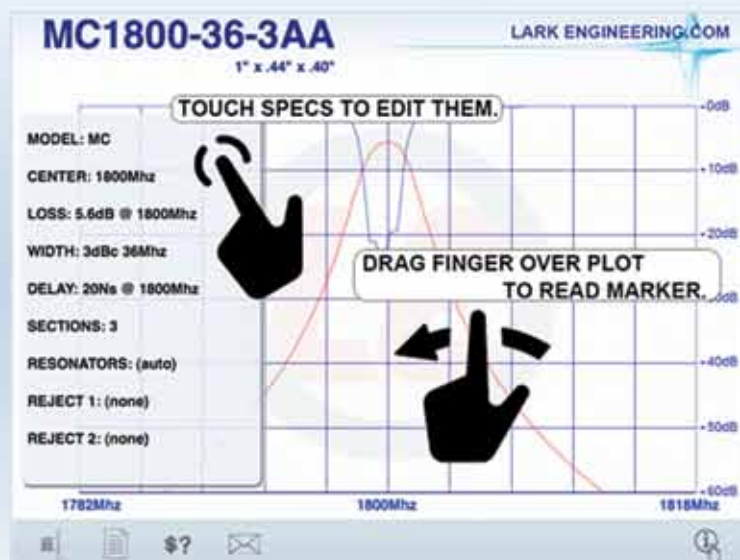 MC1800-36-3AA
LARK ENGINEERING.COM
1" x .44" x .40"
TOUCH SPECS TO EDIT THEM.
MODEL: MC
CENTER: 1800Mhz
LOSS: 5.6dB @ 1800Mhz
WIDTH: 3dBc 36Mhz
DELAY: 20Ns @ 1800Mhz
SECTIONS: 3
RESONATORS: (auto)
REJECT 1: (none)
REJECT 2: (none)
DRAG FINGER OVER PLOT
TO READ MARKER.
-0dB
-10dB
-20dB
-40dB
-50dB
-60dB
1782Mhz
1800Mhz
1818Mhz
$?